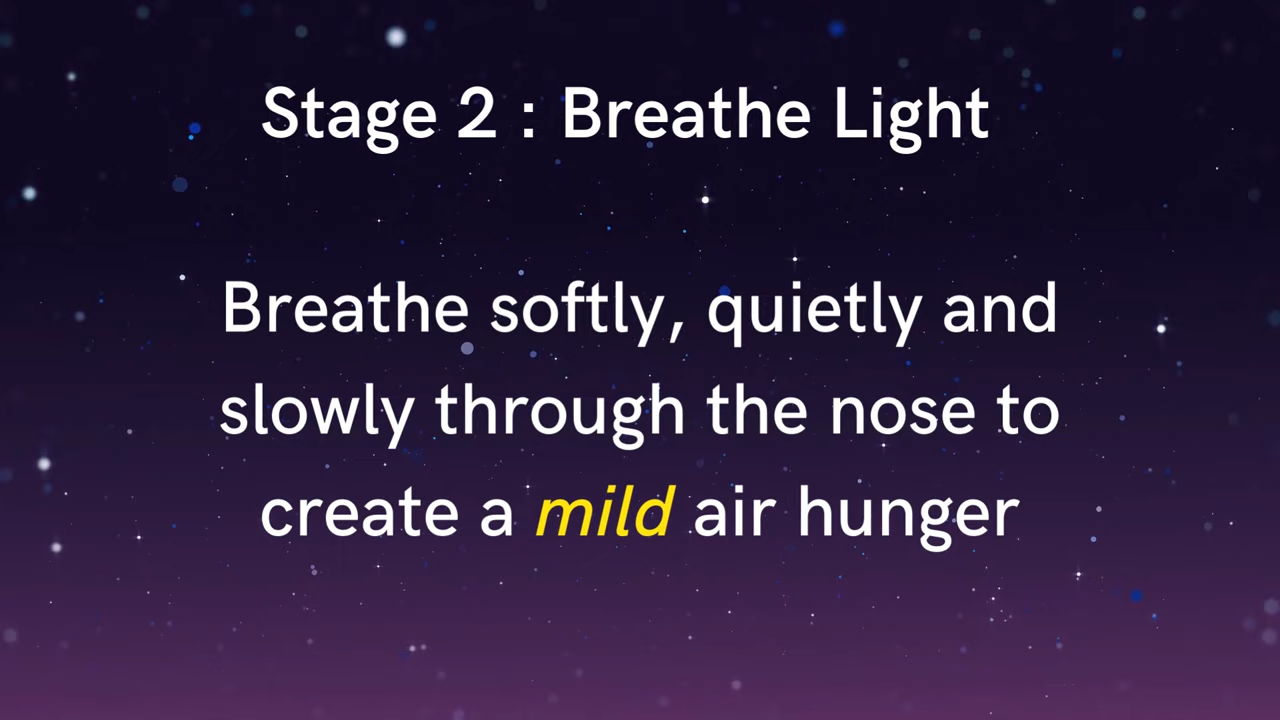 Stage 2 : Breathe Light
Breathe softly, quietly and
slowly through the nose to
create a mild air hunger